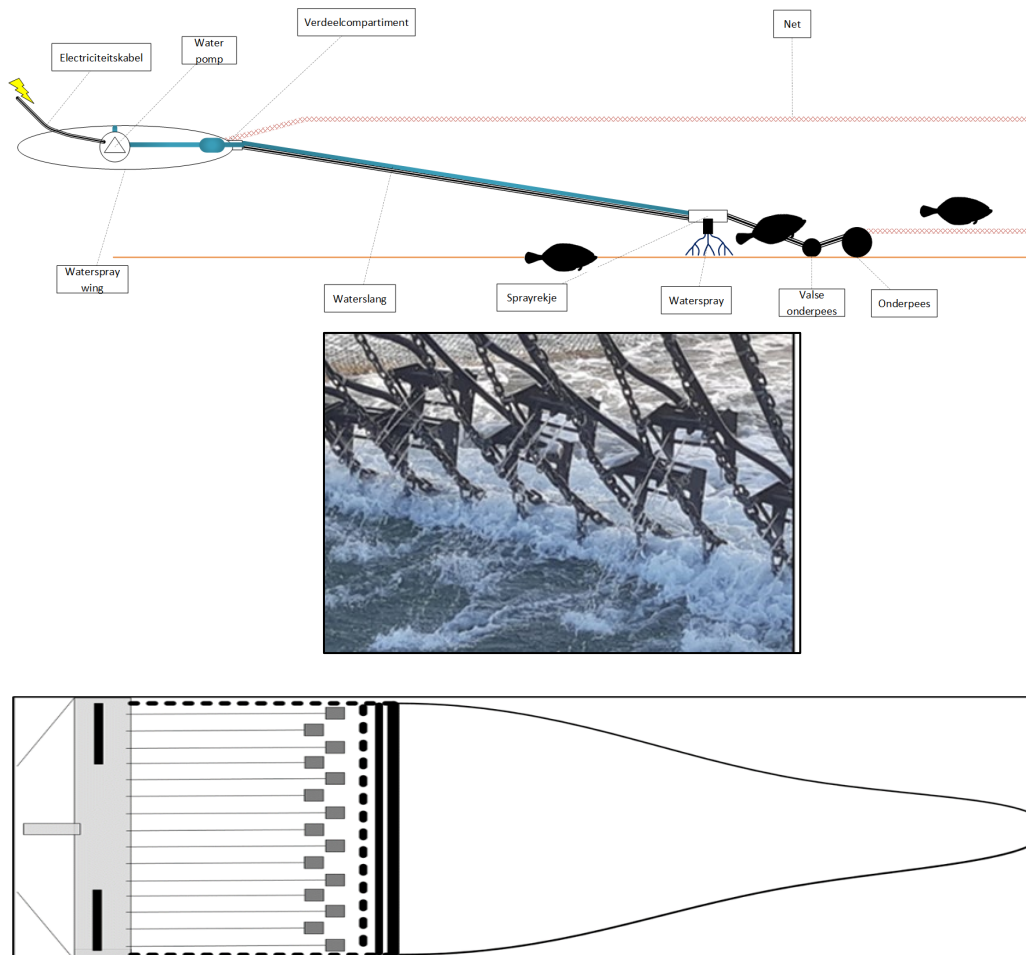 Verdeelcompartiment
Net
Water
pomp
Electriciteitskabel
Waterspray
wing
Waterslang
Sprayrekje
Waterspray
Valse
onderpees
Onderpees